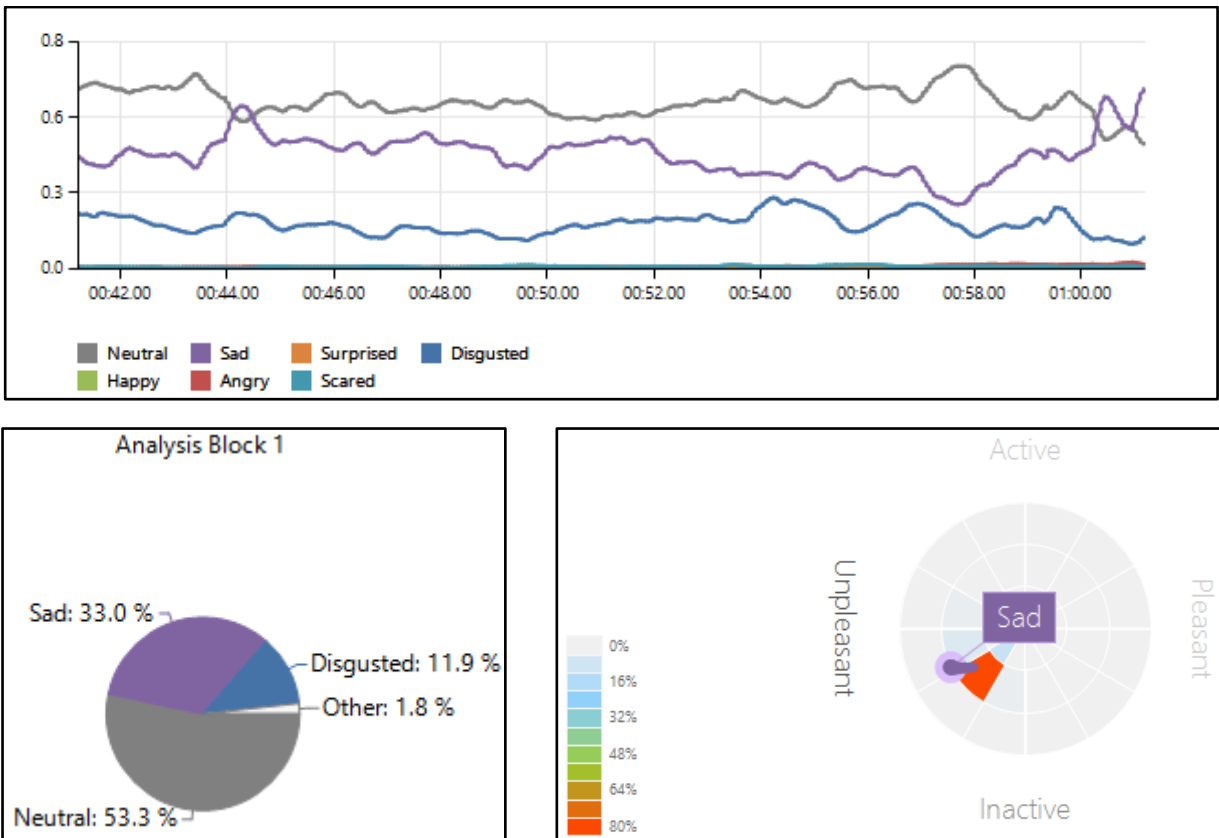 0.8
0.6
0.3
0.0
00:42.00 00:44.00 00:46.00 00:48.00 00:50.00 00:52.00 00:54.00 00:56.00 00:58.00 01:00.00
Neutral Sad Surprised Disgusted
Happy Angry Scared
Analysis Block 1
Sad: 33.0 %
Disgusted: 11.9 %
Other: 1.8 %
Neutral: 53.3 %
Active
Unpleasant
Pleasant
Sad
Inactive
0%
16%
32%
48%
64%
80%